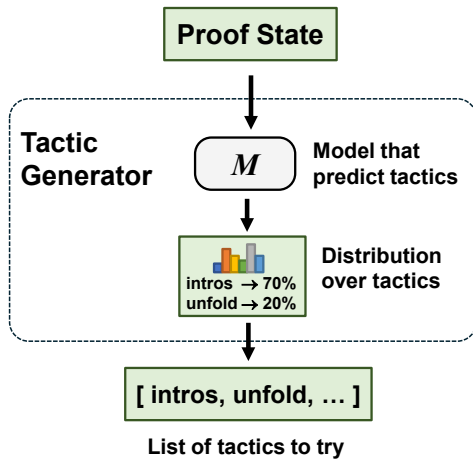 Proof State
Tactic
Generator
M
Model that
predict tactics
intros → 70%
unfold → 20%
Distribution
over tactics
[ intros, unfold, … ]
List of tactics to try